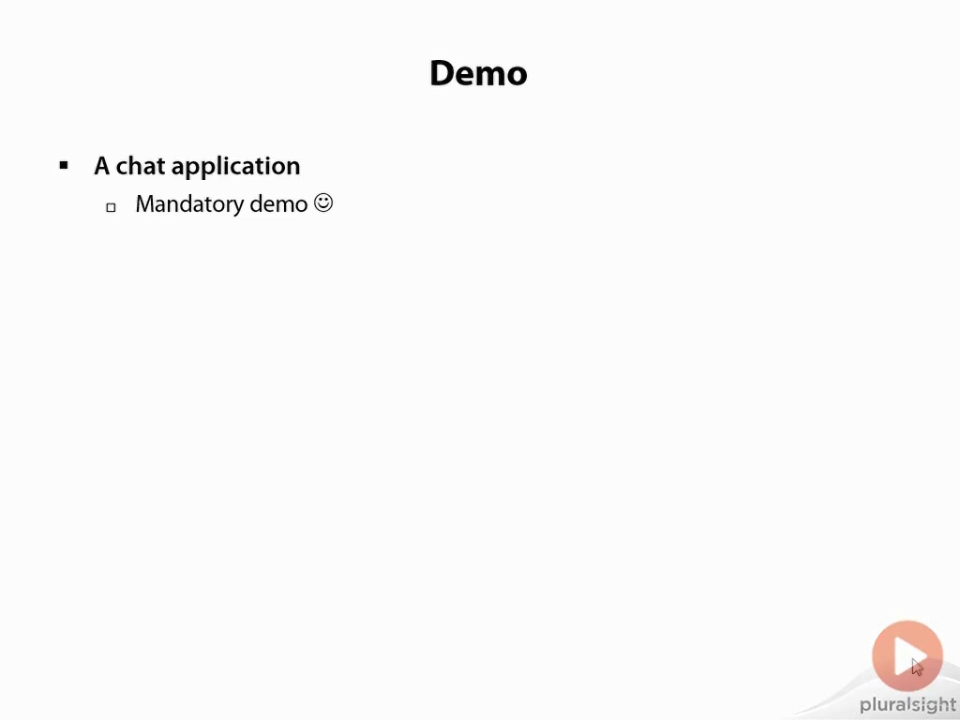 Demo
▪ A chat application
▫ Mandatory demo ☺
pluralsight